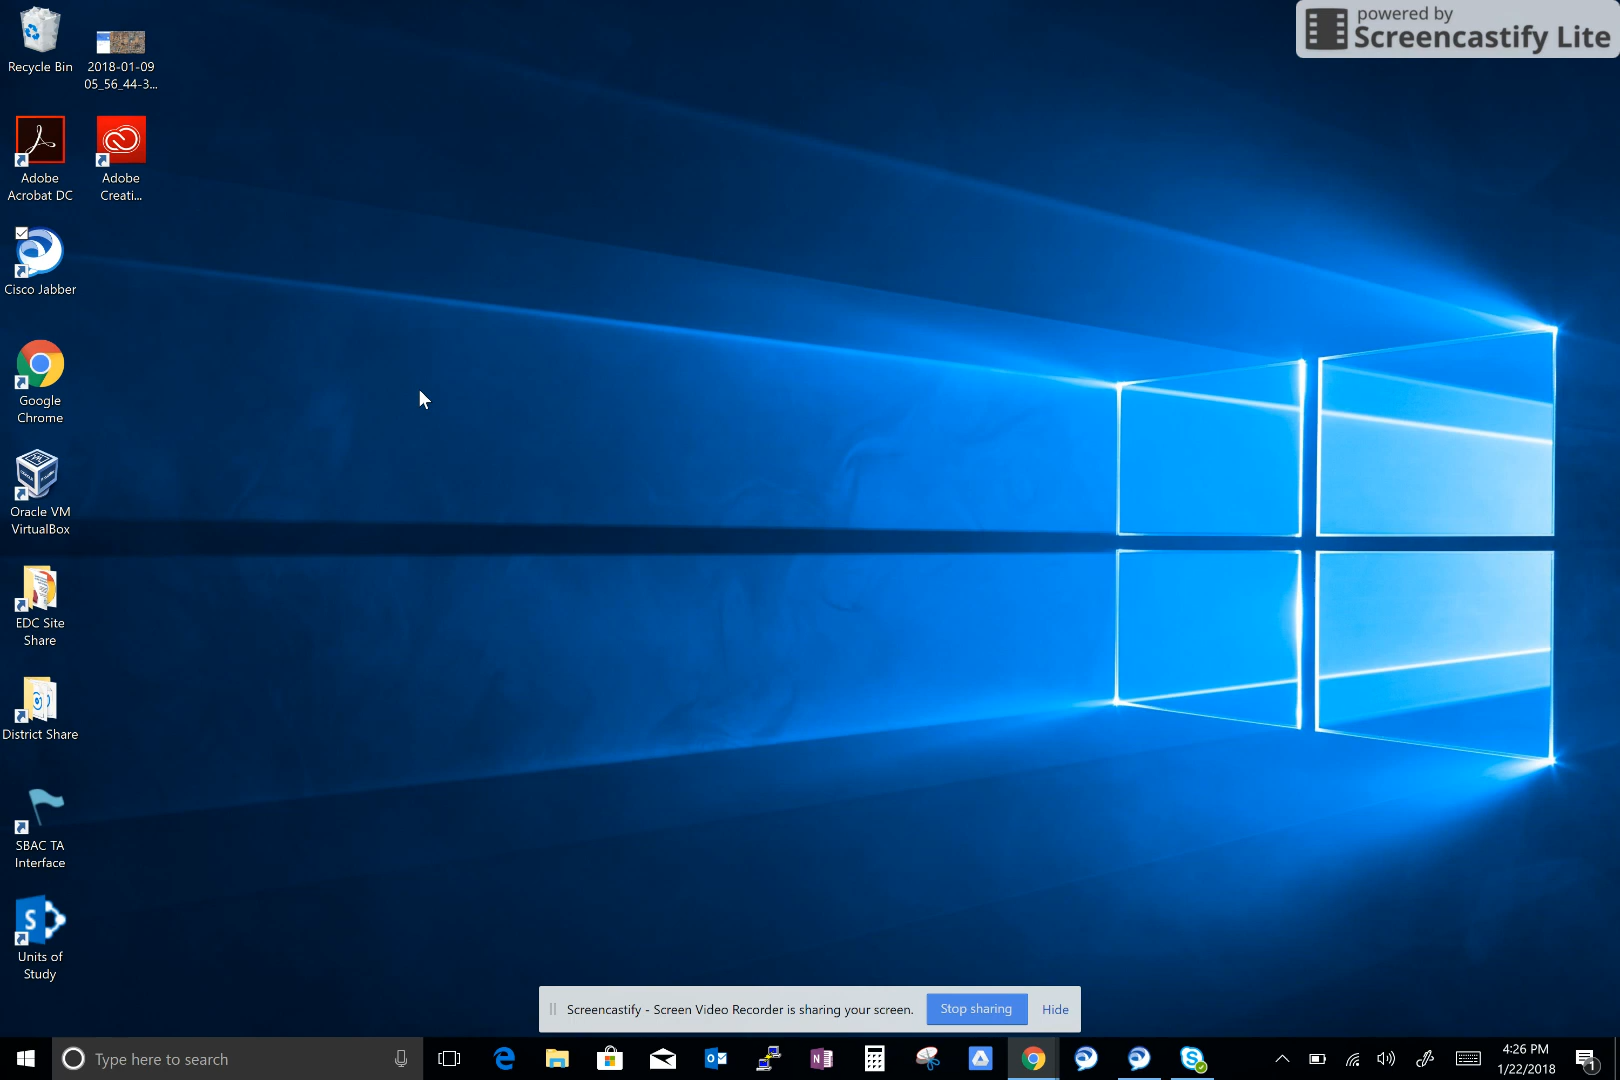 powered by
Screencastify Lite
Recycle Bin
2018-01-09
05_56_44-3...
Adobe
Acrobat DC
Adobe
Creati...
Cisco Jabber
Google
Chrome
Oracle VM
VirtualBox
EDC Site
Share
District Share
SBAC TA
Interface
Units of
Study
Screencastify - Screen Video Recorder is sharing your screen.
Stop sharing
Hide
Type here to search
4:26 PM
1/22/2018
1